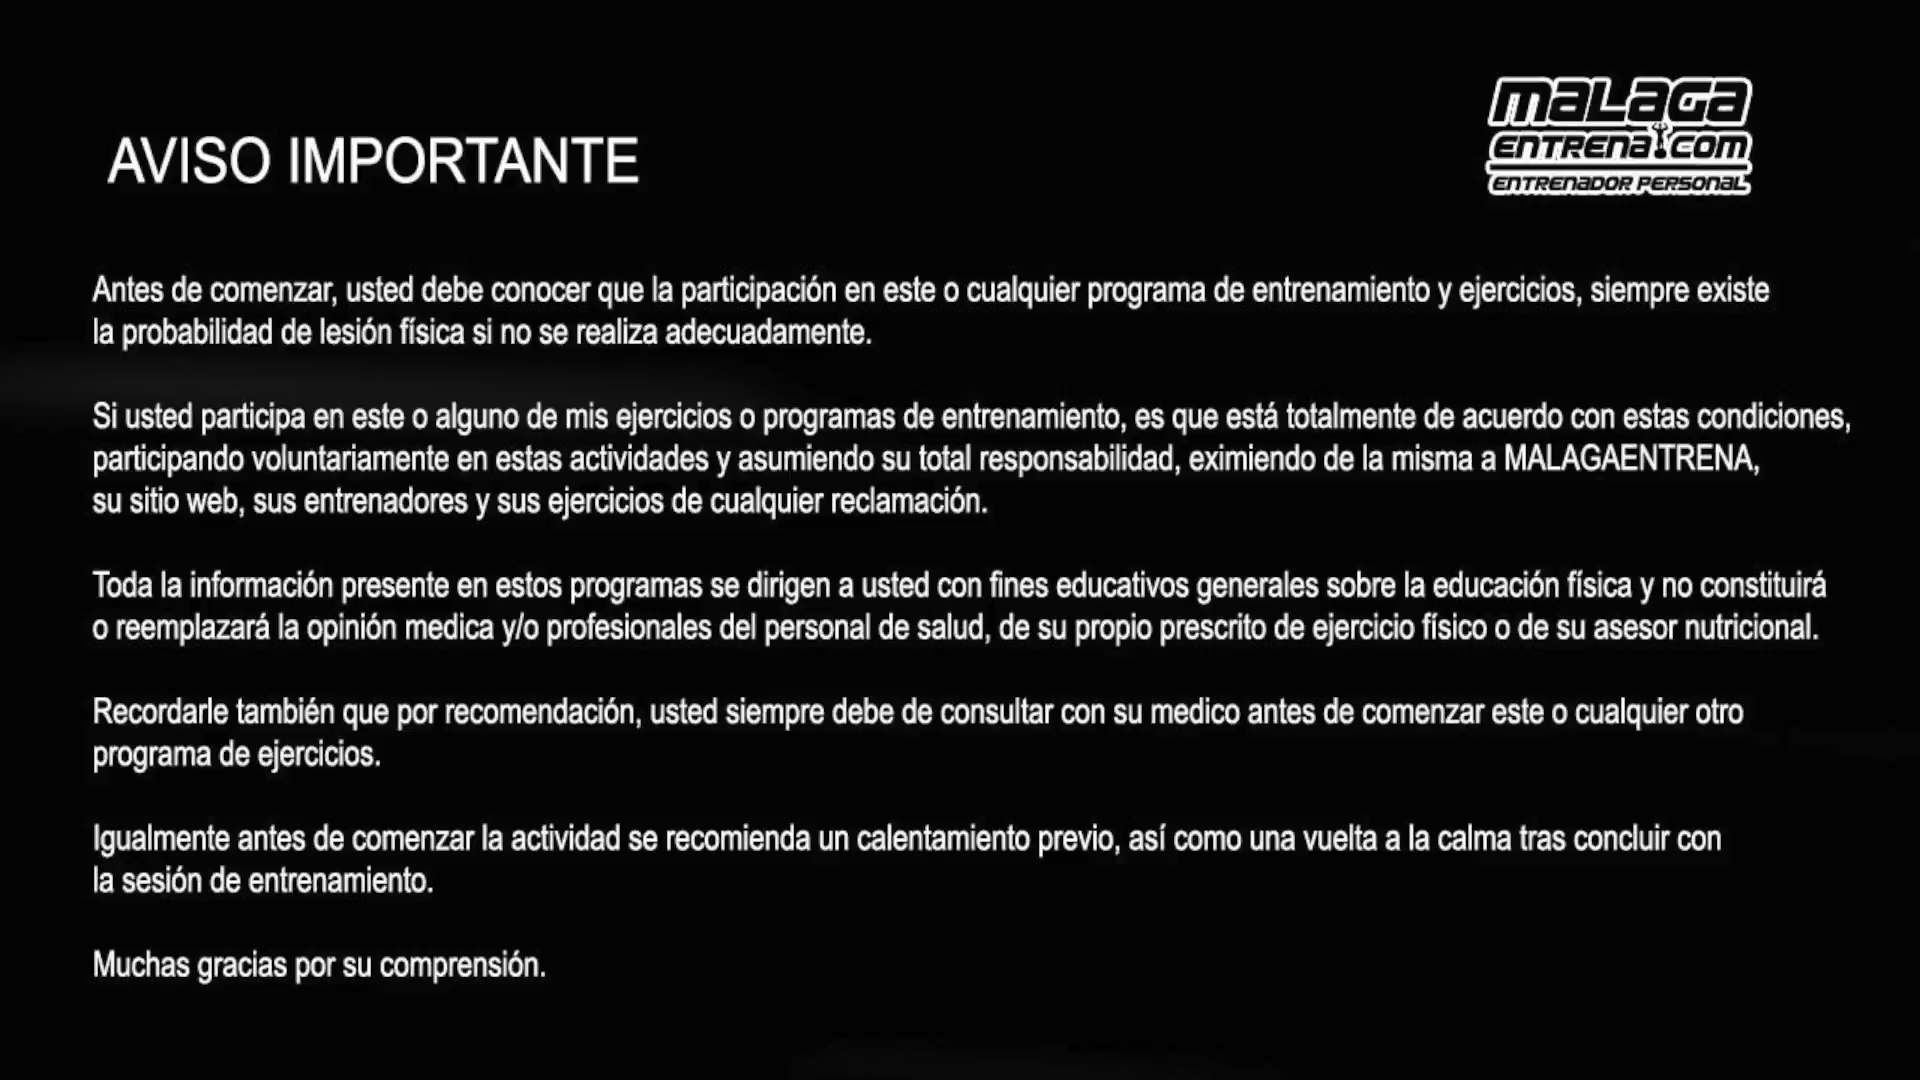 MALAGA
ENTRENA.COM
ENTRENADOR PERSONAL
AVISO IMPORTANTE
Antes de comenzar, usted debe conocer que la participación en este o cualquier programa de entrenamiento y ejercicios, siempre existe
la probabilidad de lesión física si no se realiza adecuadamente.
Si usted participa en este o alguno de mis ejercicios o programas de entrenamiento, es que está totalmente de acuerdo con estas condiciones,
participando voluntariamente en estas actividades y asumiendo su total responsabilidad, eximiendo de la misma a MALAGAENTRENA,
su sitio web, sus entrenadores y sus ejercicios de cualquier reclamación.
Toda la información presente en estos programas se dirigen a usted con fines educativos generales sobre la educación física y no constituirá
o reemplazará la opinión medica y/o profesionales del personal de salud, de su propio prescrito de ejercicio físico o de su asesor nutricional.
Recordarle también que por recomendación, usted siempre debe de consultar con su medico antes de comenzar este o cualquier otro
programa de ejercicios.
Igualmente antes de comenzar la actividad se recomienda un calentamiento previo, así como una vuelta a la calma tras concluir con
la sesión de entrenamiento.
Muchas gracias por su comprensión.